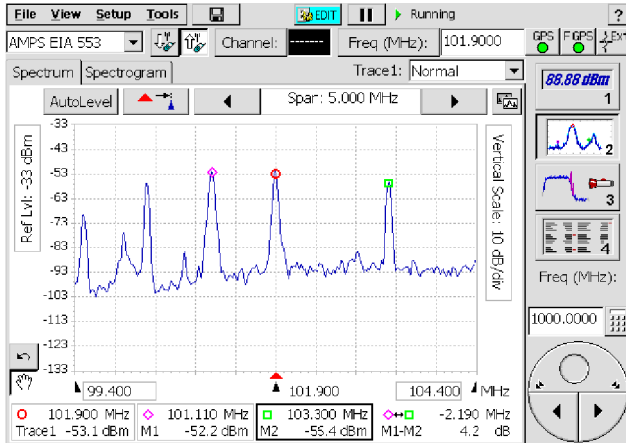 File View Setup Tools EDIT Running ?
AMPS EIA 553 Channel: ------- Freq (MHz): 101.9000 GPS F GPS Ext
Spectrum Spectrogram Trace1: Normal
AutoLevel Span: 5.000 MHz
88.88 dBm
1
2
3
4
Ref Lvl: -33 dBm
-33
-43
-53
-63
-73
-83
-93
-103
-113
-123
-133
Vertical Scale: 10 dB/div
Freq (MHz):
1000.0000
99.400 101.900 104.400 MHz
101.900 MHz 101.110 MHz 103.300 MHz -2.190 MHz
Trace1 -53.1 dBm M1 -52.2 dBm M2 -56.4 dBm M1-M2 4.2 dB